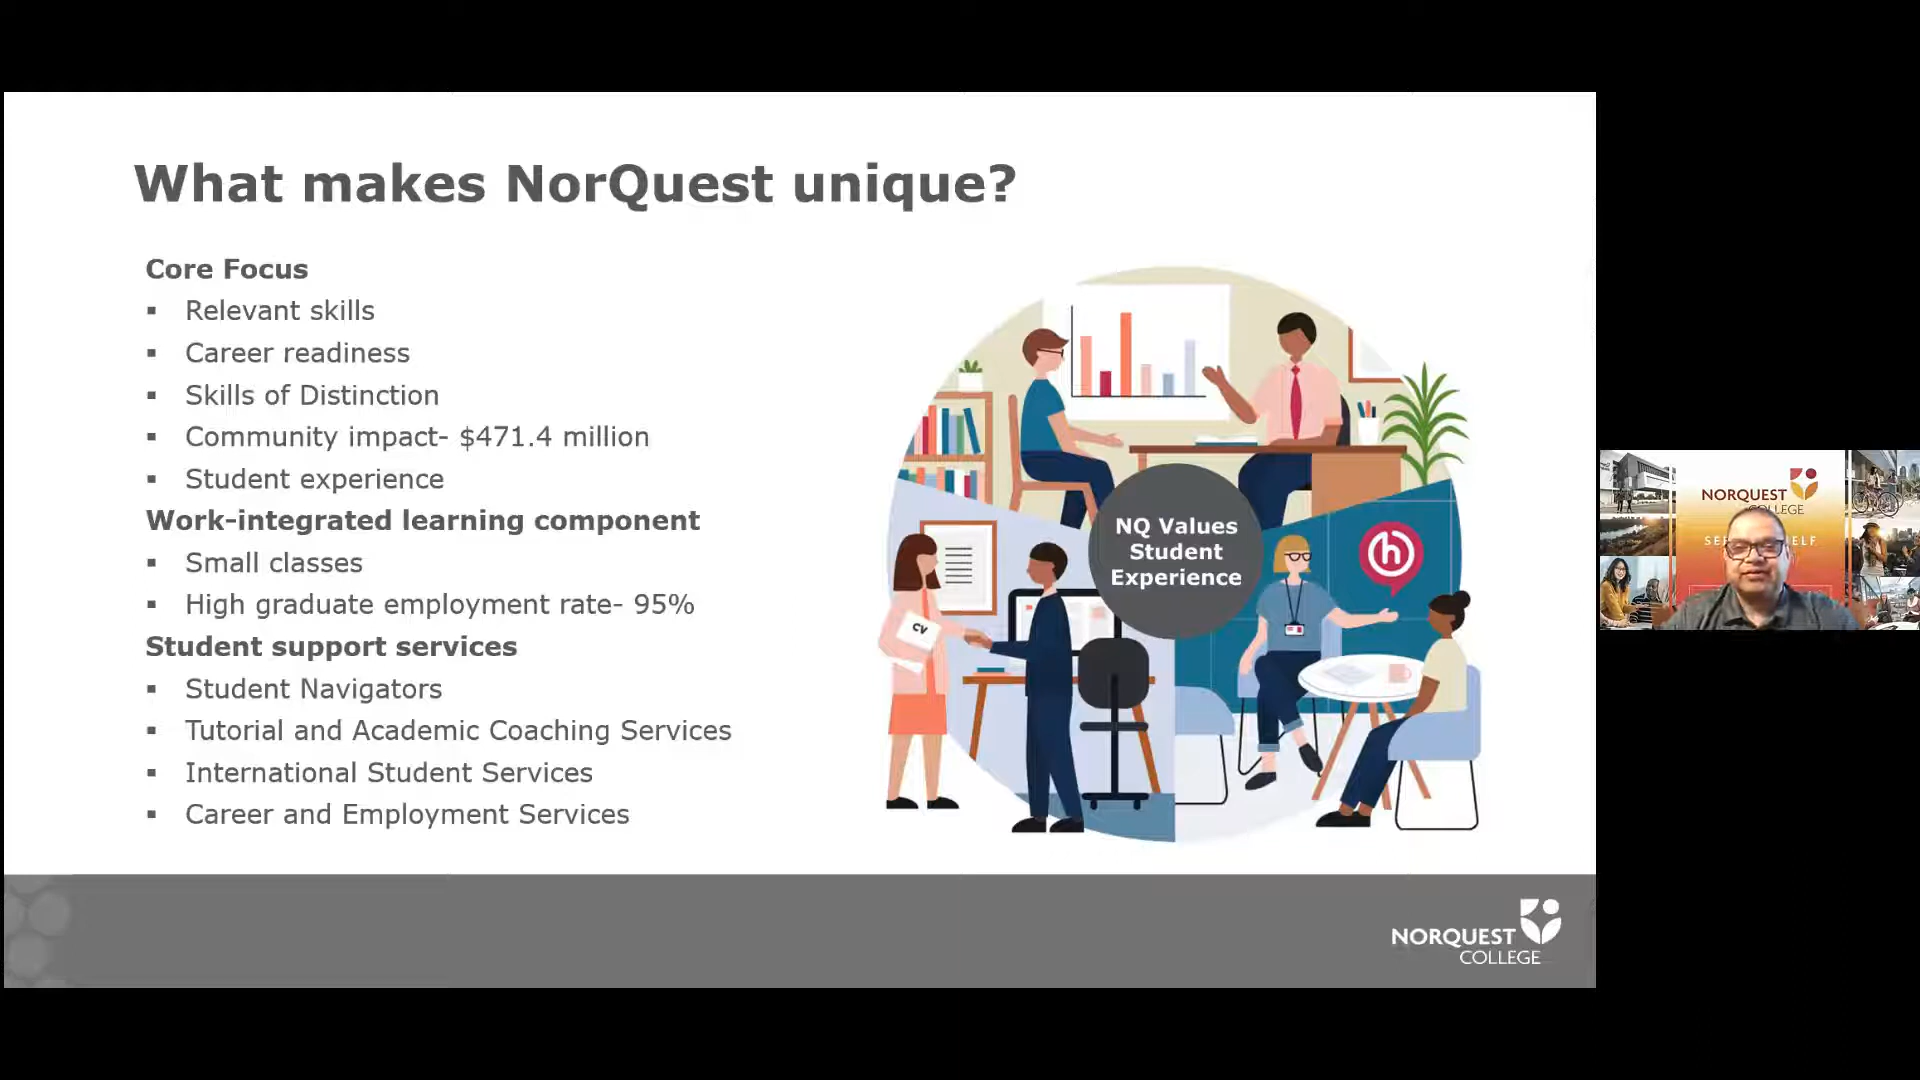 What makes NorQuest unique?
Core Focus
▪ Relevant skills
▪ Career readiness
▪ Skills of Distinction
▪ Community impact- $471.4 million
▪ Student experience
Work-integrated learning component
▪ Small classes
▪ High graduate employment rate- 95%
Student support services
▪ Student Navigators
▪ Tutorial and Academic Coaching Services
▪ International Student Services
▪ Career and Employment Services
NQ Values
Student
Experience
CV
h
NORQUEST
COLLEGE
NORQUEST
COLLEGE